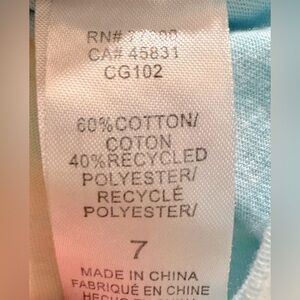 RN#
CA# 45831
CG102
60%COTTON/
COTON
40%RECYCLED
POLYESTER/
RECYCLÉ
POLYESTER/
7
MADE IN CHINA
FABRIQUÉ EN CHINE
HECHO